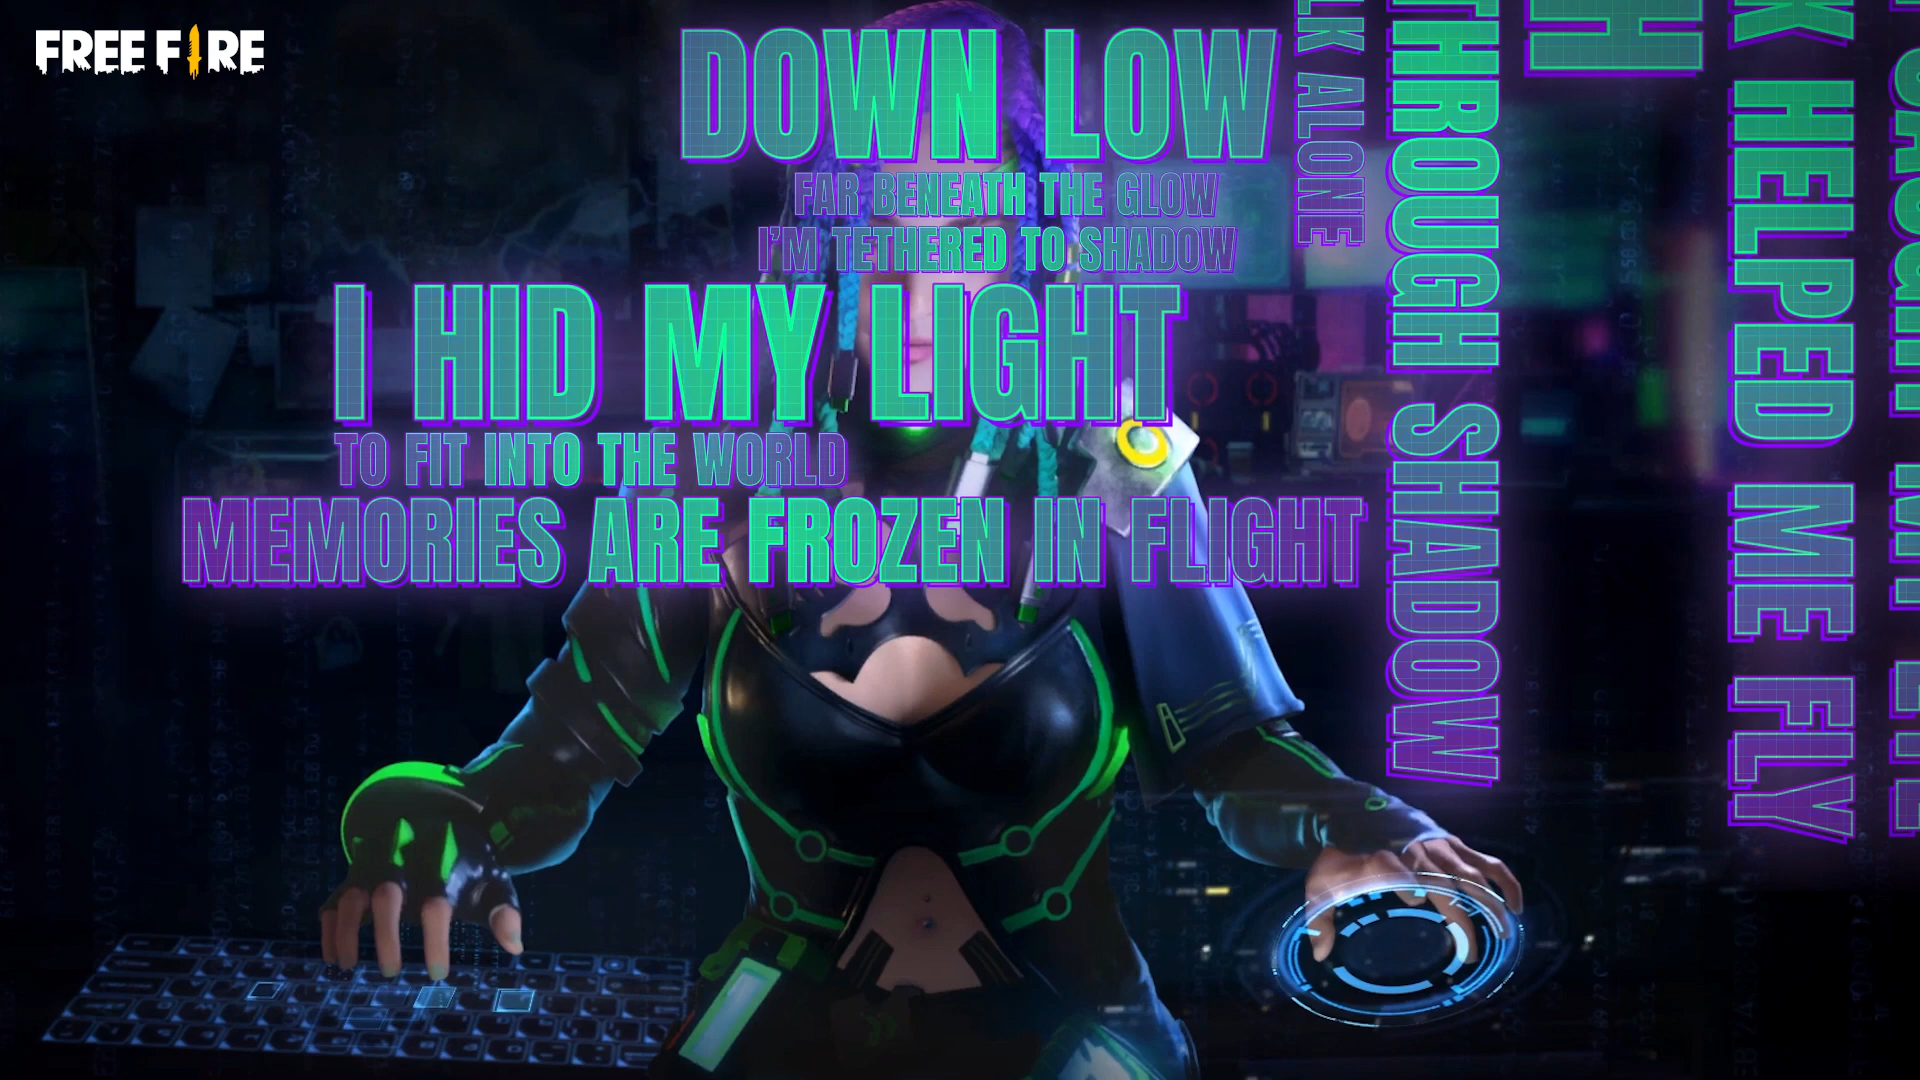 FREE FIRE
DOWN LOW
FAR BENEATH THE GLOW
I'M TETHERED TO SHADOW
I HID MY LIGHT
TO FIT INTO THE WORLD
MEMORIES ARE FROZEN IN FLIGHT
ALONE
THROUGH SHADOW
H
HELPED ME FLY